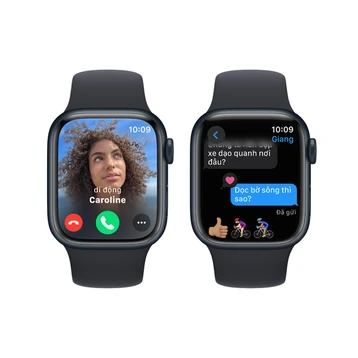 10:09
di động
Caroline
10:09
Giang
xe dạo quanh nơi
đâu?
Dọc bờ sông thì
sao?
Đã gửi